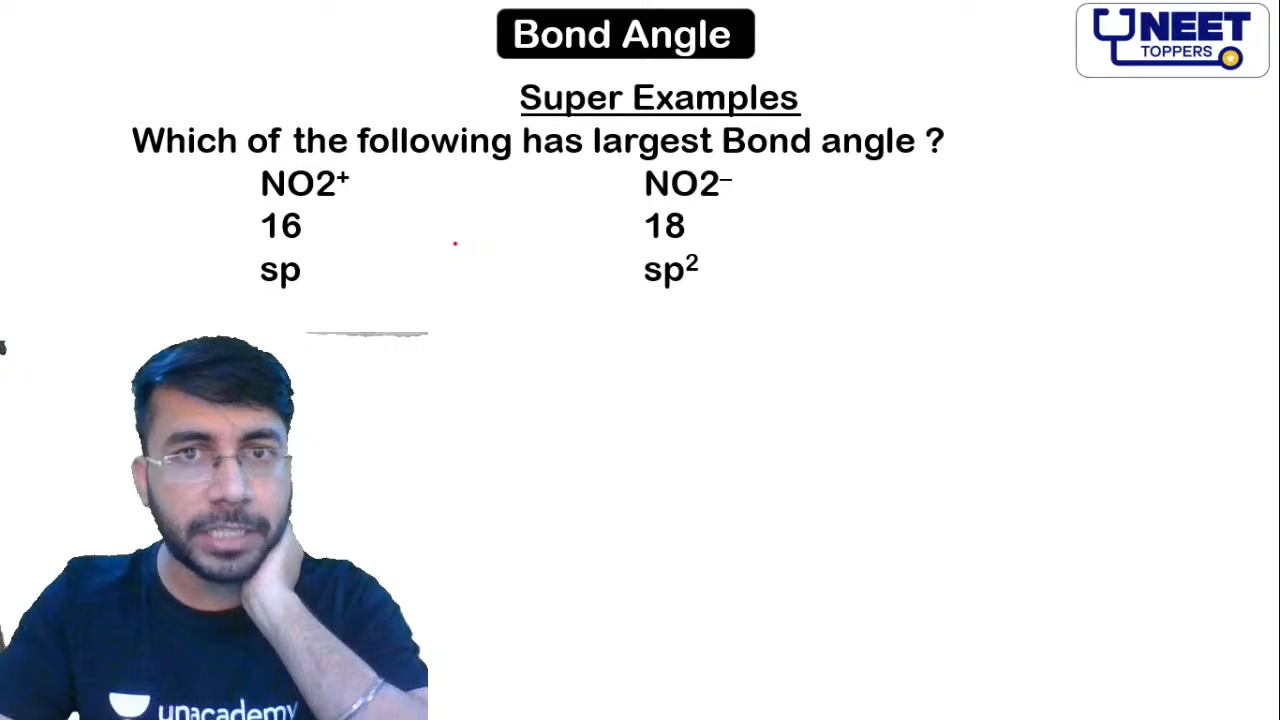 Bond Angle
NEET
TOPPERS
Super Examples
Which of the following has largest Bond angle ?
NO2⁺ NO2⁻
16 18
sp sp²
unacademy